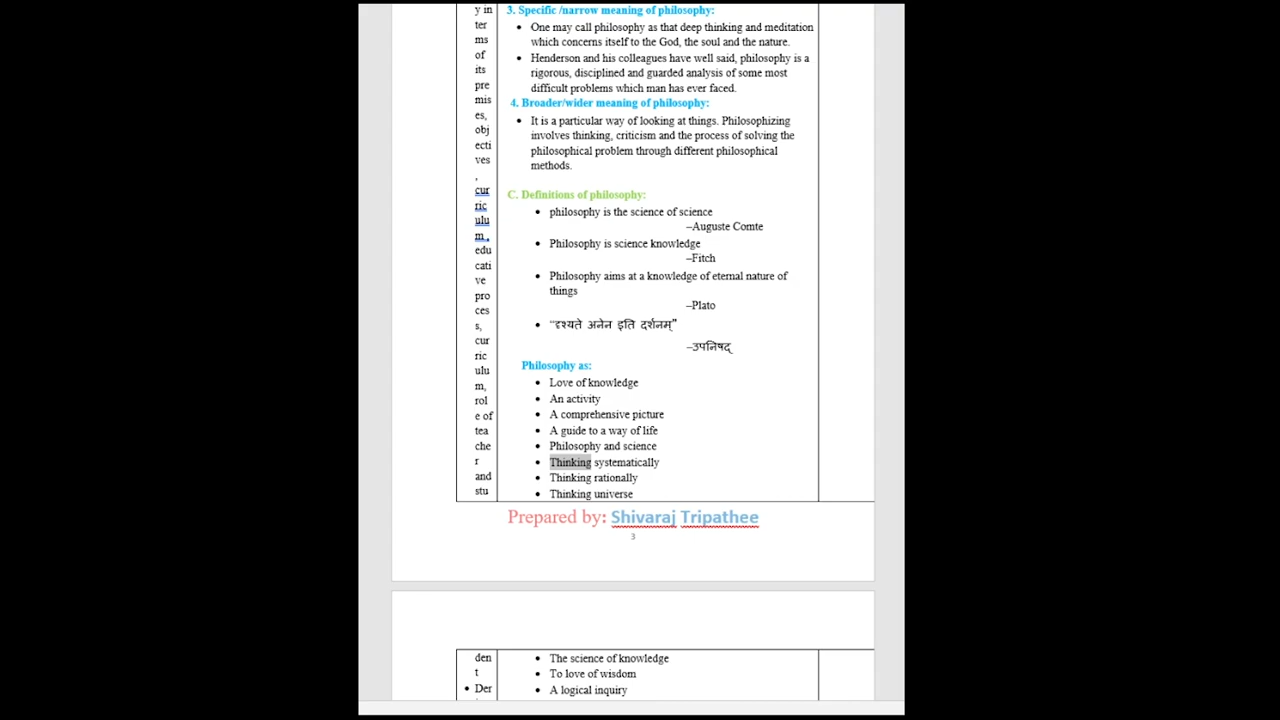 y in
ter
ms
of
its
pre
mis
es,
obj
ecti
ves
,
cur
ric
ulu
m ,
edu
cati
ve
pro
ces
s,
cur
ric
ulu
m,
rol
e of
tea
che
r
and
stu
3. Specific /narrow meaning of philosophy:
• One may call philosophy as that deep thinking and meditation
which concerns itself to the God, the soul and the nature.
• Henderson and his colleagues have well said, philosophy is a
rigorous, disciplined and guarded analysis of some most
difficult problems which man has ever faced.
4. Broader/wider meaning of philosophy:
• It is a particular way of looking at things. Philosophizing
involves thinking, criticism and the process of solving the
philosophical problem through different philosophical
methods.
C. Definitions of philosophy:
• philosophy is the science of science
–Auguste Comte
• Philosophy is science knowledge
–Fitch
• Philosophy aims at a knowledge of eternal nature of
things
–Plato
• “दृश्यते अनेन इति दर्शनम्”
–उपनिषद्
Philosophy as:
• Love of knowledge
• An activity
• A comprehensive picture
• A guide to a way of life
• Philosophy and science
• Thinking systematically
• Thinking rationally
• Thinking universe
Prepared by: Shivaraj Tripathee
3
den
t
• Der
• The science of knowledge
• To love of wisdom
• A logical inquiry